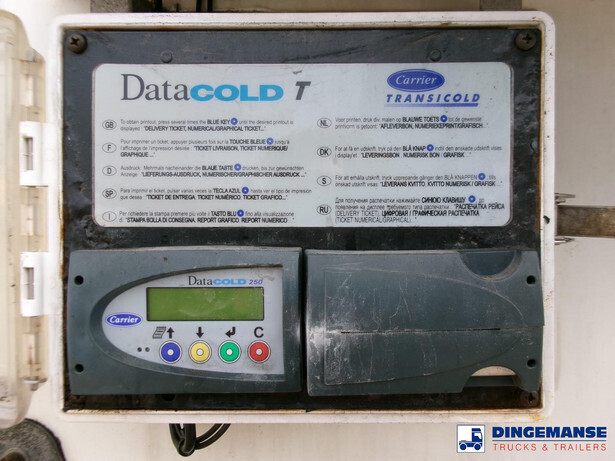 DataCOLD T
Carrier
TRANSICOLD
GB To obtain printout, press several times the BLUE KEY until the desired printout is
displayed: "DELIVERY TICKET, NUMERICAL/GRAPHICAL TICKET..."
F Pour imprimer un ticket, appuyer plusieurs fois sur la TOUCHE BLEUE jusqu'à
l'affichage de l'impression désirée: "TICKET LIVRAISON, TICKET NUMERIQUE/
GRAPHIQUE ..."
D Ausdruck: Mehrmals nacheinander die BLAUE TASTE drücken, bis der gewünschten
Anzeige "LIEFERUNGS-AUSDRUCK, NUMERISCHER/GRAPHISCHER AUSDRUCK..."
SP Para imprimir el ticket, pulsar varias veces la TECLA AZUL hasta ver el tipo de impresión
que desea: "TICKET DE ENTREGA, TICKET NUMERICO, TICKET GRAFICO..."
I Per richiedere la stampa premere più volte il TASTO BLU fino alla visualizzazione
di "STAMPA BOLLA DI CONSEGNA REPORT GRAFICO REPORT NUMERICO"
NL Voor printen, druk div. malen op BLAUWE TOETS tot de gewenste
printvorm is getoont: "AFLEVERBON, NUMERIEKEPRINT/GRAFISCH..."
DK For at få en udskrift, tryk på den BLÅ KNAP indtil den ønskede udskrift vises
i displayet: "LEVERINGSBON NUMERISK BON / GRAFISK..."
S For att erhalla utskrift, tryck upprepande gånger den BLÅ KNAPPEN tills
önskad utskrift visas: "LEVERANS KVITTO KVITTO NUMERISK / GRAFISK..."
RU Для получения распечатки нажимайте СИНЮЮ КЛАВИШУ до
появления на дисплее требуемого типа распечатки: "РАСПЕЧАТКА РЕЙСА
(DELIVERY TICKET), ЦИФРОВАЯ / ГРАФИЧЕСКАЯ РАСПЕЧАТКА
(TICKET NUMERICAL/GRAPHICAL)..."
DataCOLD 250
Carrier
C
DINGEMANSE
TRUCKS & TRAILERS